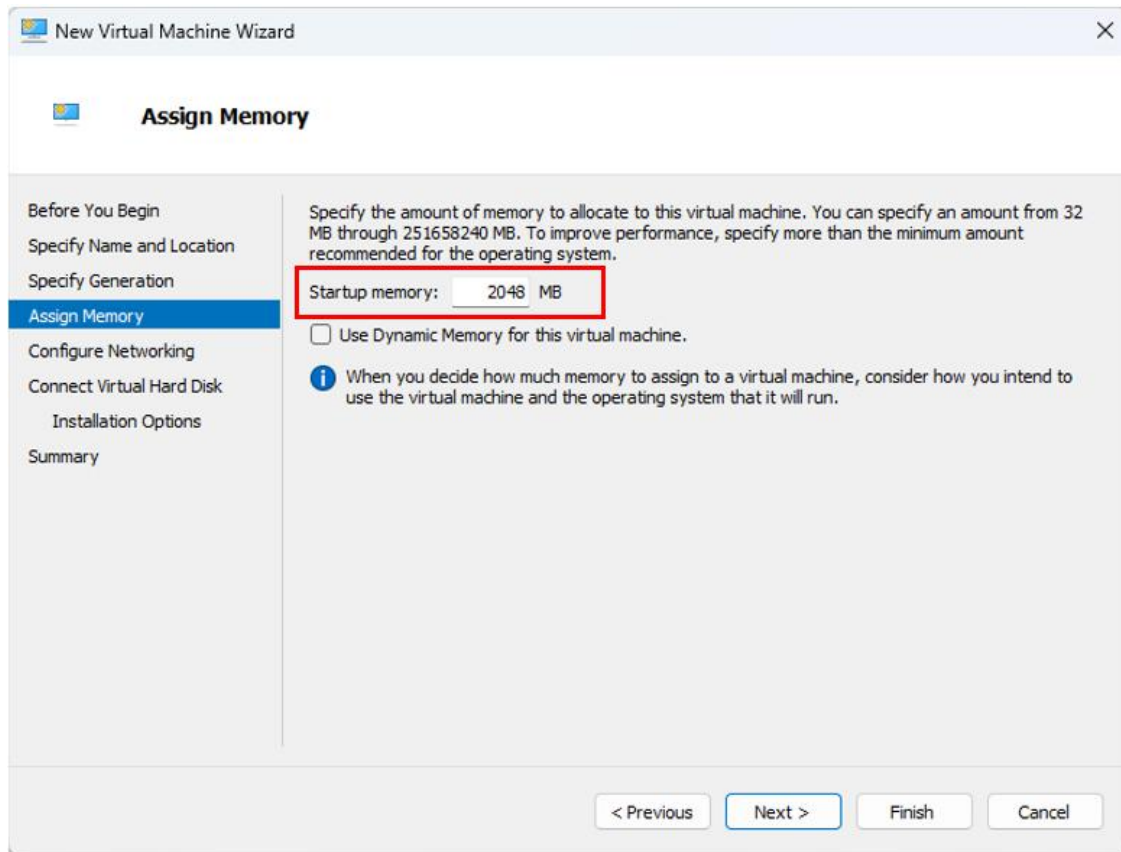 New Virtual Machine Wizard
Assign Memory
Before You Begin
Specify Name and Location
Specify Generation
Assign Memory
Configure Networking
Connect Virtual Hard Disk
Installation Options
Summary
Specify the amount of memory to allocate to this virtual machine. You can specify an amount from 32
MB through 251658240 MB. To improve performance, specify more than the minimum amount
recommended for the operating system.
Startup memory: 2048 MB
Use Dynamic Memory for this virtual machine.
When you decide how much memory to assign to a virtual machine, consider how you intend to
use the virtual machine and the operating system that it will run.
< Previous Next > Finish Cancel